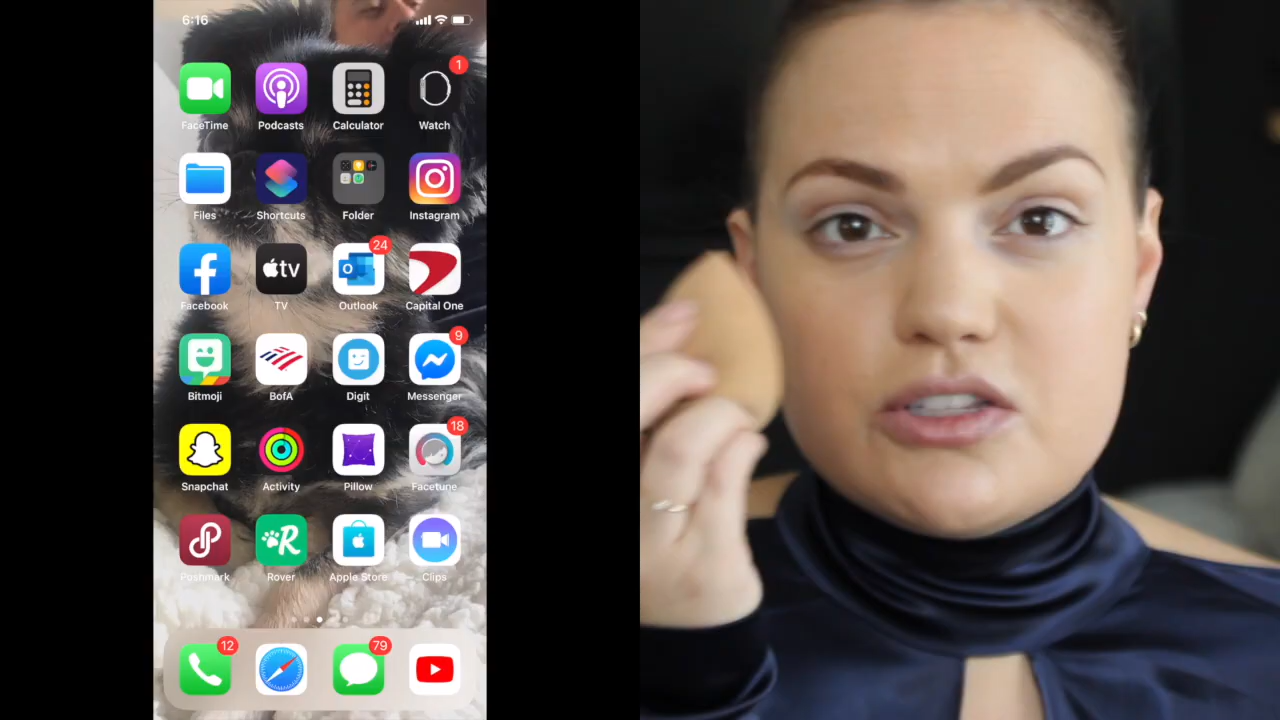 6:16
1
FaceTime Podcasts Calculator Watch
Files Shortcuts Folder Instagram
24
tv
Facebook TV Outlook Capital One
9
Bitmoji BofA Digit Messenger
18
Snapchat Activity Pillow Facetune
Poshmark Rover Apple Store Clips
12 79